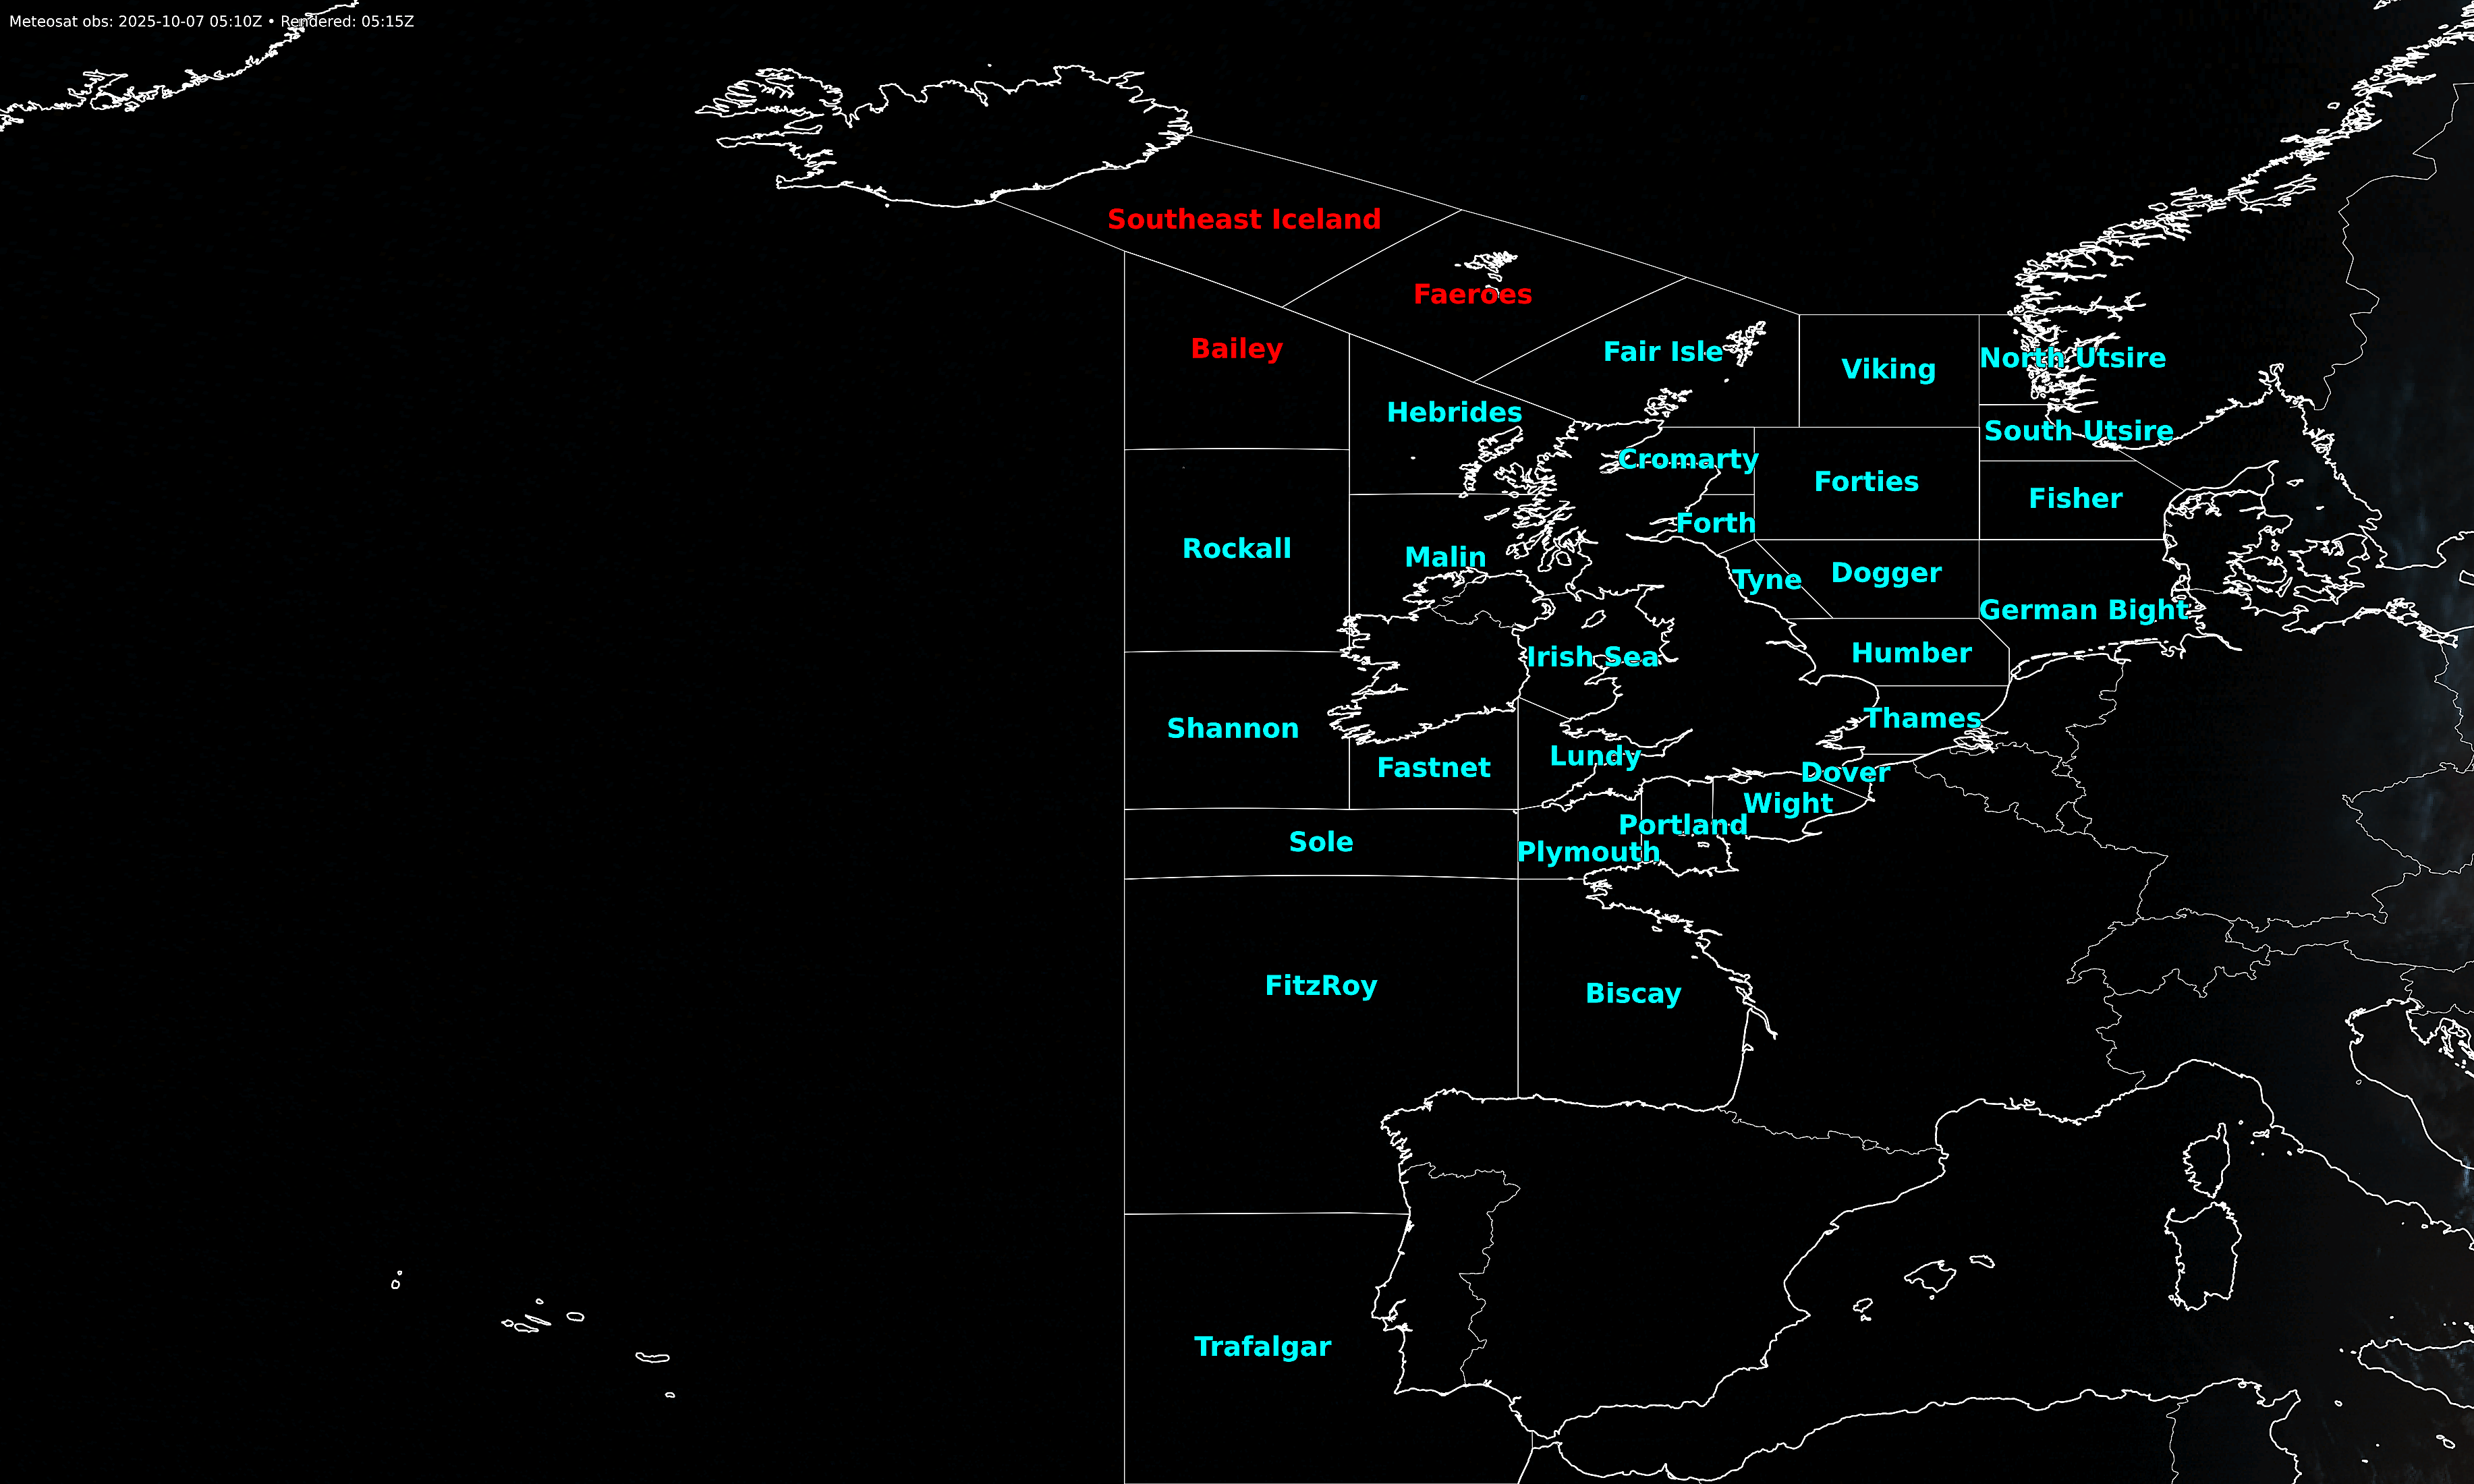 Meteosat obs: 2025-10-07 05:10Z • Rendered: 05:15Z
Southeast Iceland
Faeroes
Bailey
Fair Isle
Viking
North Utsire
Hebrides
South Utsire
Cromarty
Forties
Fisher
Forth
Rockall
Malin
Tyne
Dogger
German Bight
Humber
Irish Sea
Thames
Shannon
Lundy
Fastnet
Dover
Wight
Portland
Sole
Plymouth
FitzRoy
Biscay
Trafalgar